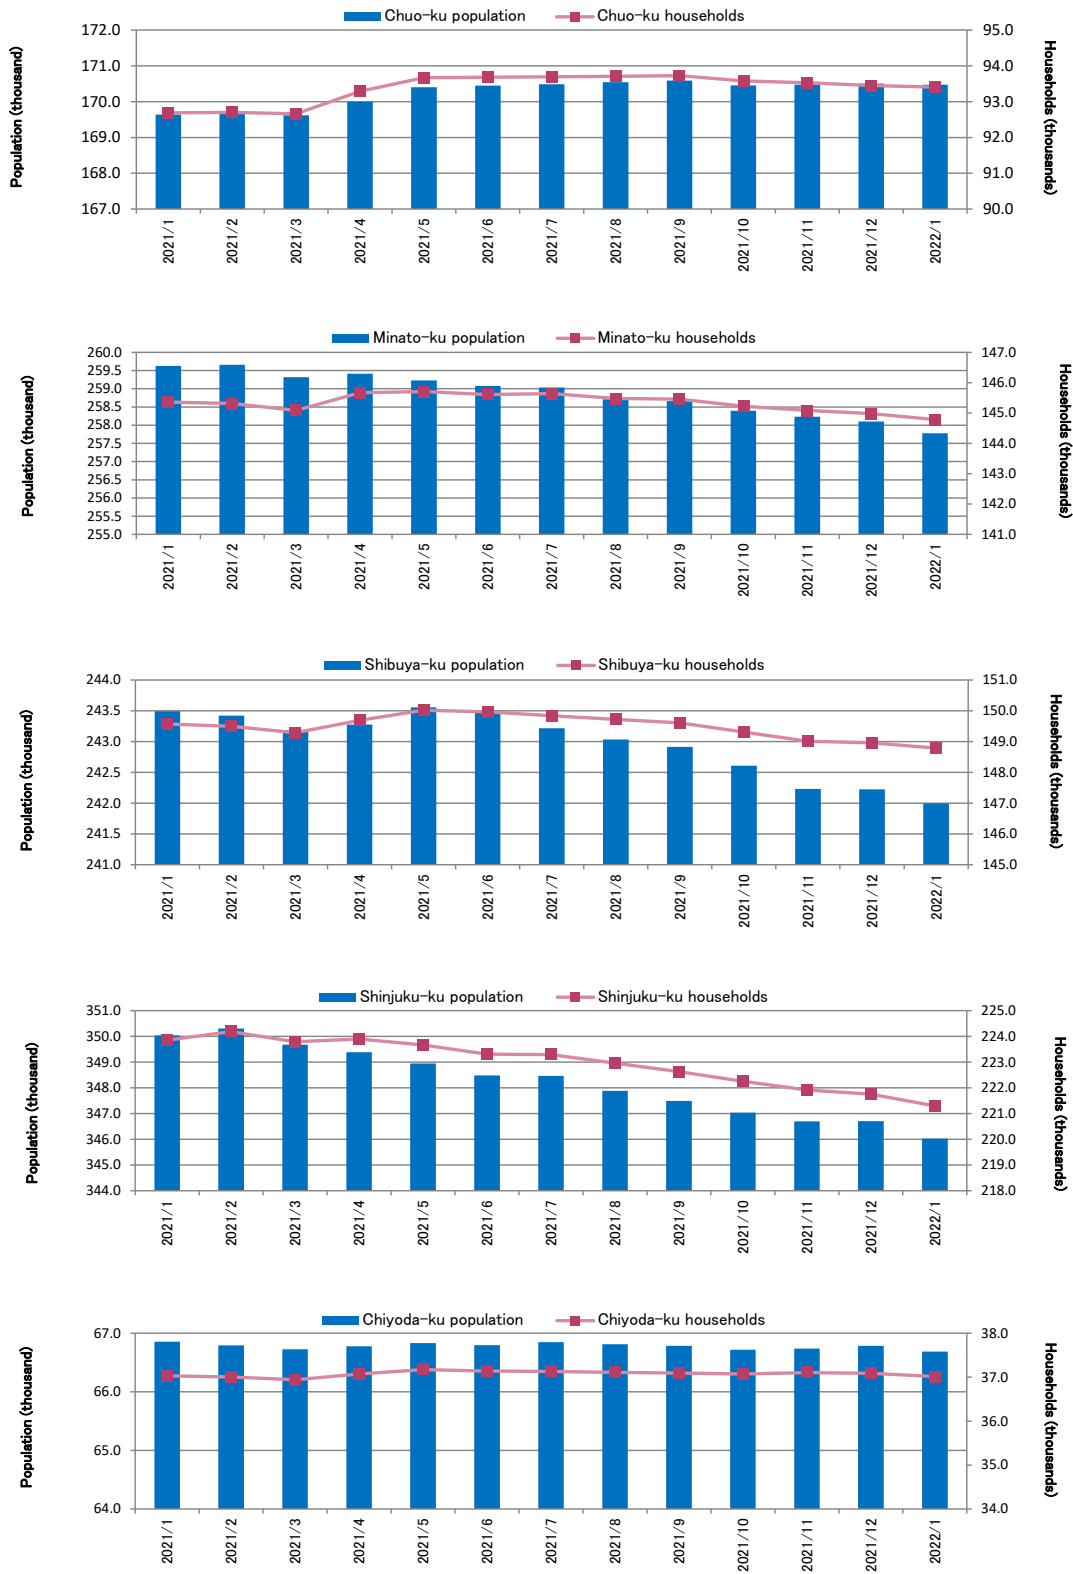 Chuo-ku population Chuo-ku households
172.0 95.0
171.0 94.0
170.0 93.0
169.0 92.0
168.0 91.0
167.0 90.0
Population (thousand)
Households (thousands)
2021/1 2021/2 2021/3 2021/4 2021/5 2021/6 2021/7 2021/8 2021/9 2021/10 2021/11 2021/12 2022/1
Minato-ku population Minato-ku households
260.0 147.0
259.5
259.0 146.0
258.5 145.0
258.0
257.5 144.0
257.0
256.5 143.0
256.0 142.0
255.5
255.0 141.0
Population (thousand)
Households (thousands)
2021/1 2021/2 2021/3 2021/4 2021/5 2021/6 2021/7 2021/8 2021/9 2021/10 2021/11 2021/12 2022/1
Shibuya-ku population Shibuya-ku households
244.0 151.0
243.5 150.0
243.0 149.0
242.5 148.0
242.0 147.0
241.5 146.0
241.0 145.0
Population (thousand)
Households (thousands)
2021/1 2021/2 2021/3 2021/4 2021/5 2021/6 2021/7 2021/8 2021/9 2021/10 2021/11 2021/12 2022/1
Shinjuku-ku population Shinjuku-ku households
351.0 225.0
350.0 224.0
349.0 223.0
348.0 222.0
347.0 221.0
346.0 220.0
345.0 219.0
344.0 218.0
Population (thousand)
Households (thousands)
2021/1 2021/2 2021/3 2021/4 2021/5 2021/6 2021/7 2021/8 2021/9 2021/10 2021/11 2021/12 2022/1
Chiyoda-ku population Chiyoda-ku households
67.0 38.0
66.0 37.0
36.0
65.0 35.0
64.0 34.0
Population (thousand)
Households (thousands)
2021/1 2021/2 2021/3 2021/4 2021/5 2021/6 2021/7 2021/8 2021/9 2021/10 2021/11 2021/12 2022/1